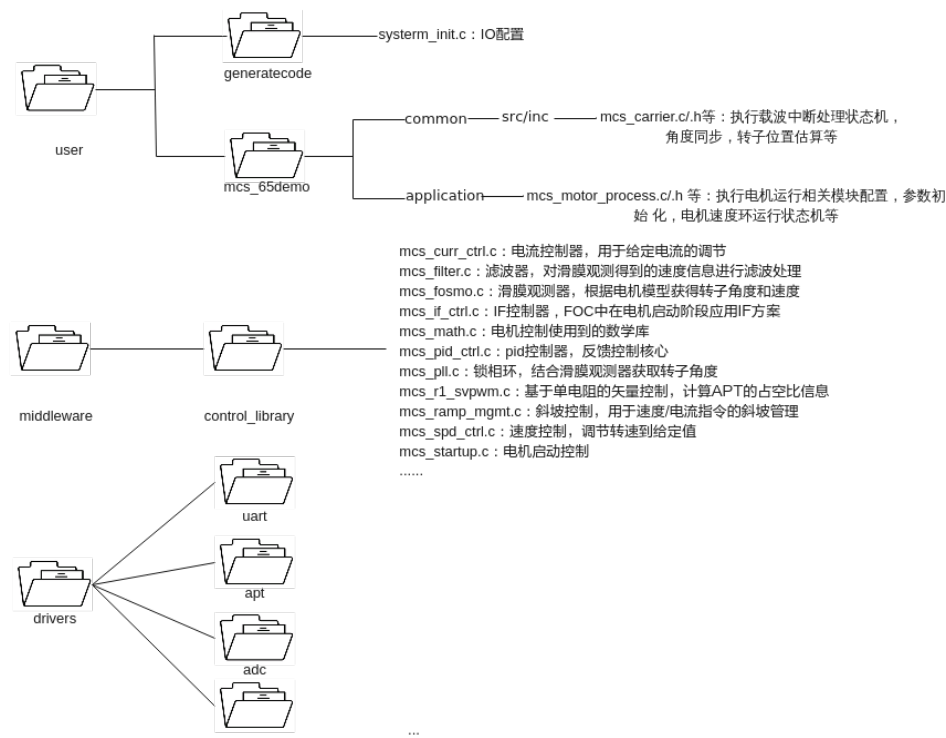 systerm_init.c：IO配置
generatecode
user
common
src/inc
mcs_carrier.c/.h等：执行载波中断处理状态机，
角度同步，转子位置估算等
mcs_65demo
application
mcs_motor_process.c/.h 等：执行电机运行相关模块配置，参数初
始 化，电机速度环运行状态机等
mcs_curr_ctrl.c：电流控制器，用于给定电流的调节
mcs_filter.c：滤波器，对滑膜观测得到的速度信息进行滤波处理
mcs_fosmo.c：滑膜观测器，根据电机模型获得转子角度和速度
mcs_if_ctrl.c：IF控制器，FOC中在电机启动阶段应用IF方案
mcs_math.c：电机控制使用到的数学库
mcs_pid_ctrl.c：pid控制器，反馈控制核心
mcs_pll.c：锁相环，结合滑膜观测器获取转子角度
mcs_r1_svpwm.c：基于单电阻的矢量控制，计算APT的占空比信息
mcs_ramp_mgmt.c：斜坡控制，用于速度/电流指令的斜坡管理
mcs_spd_ctrl.c：速度控制，调节转速到给定值
mcs_startup.c：电机启动控制
......
middleware
control_library
uart
apt
drivers
adc
...